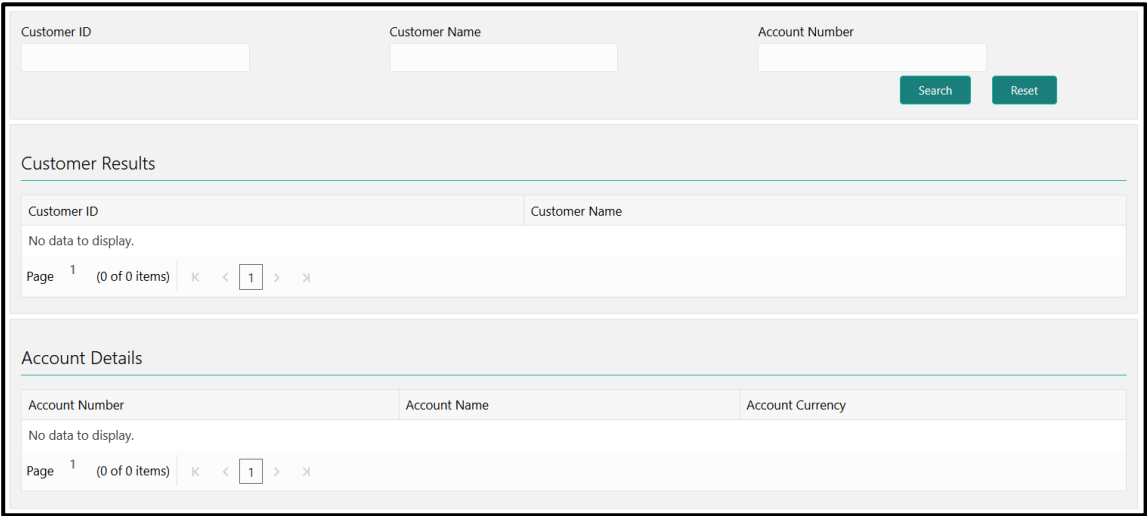 Customer ID Customer Name Account Number
Search Reset
Customer Results
Customer ID Customer Name
No data to display.
Page 1 (0 of 0 items) 1
Account Details
Account Number Account Name Account Currency
No data to display.
Page 1 (0 of 0 items) 1